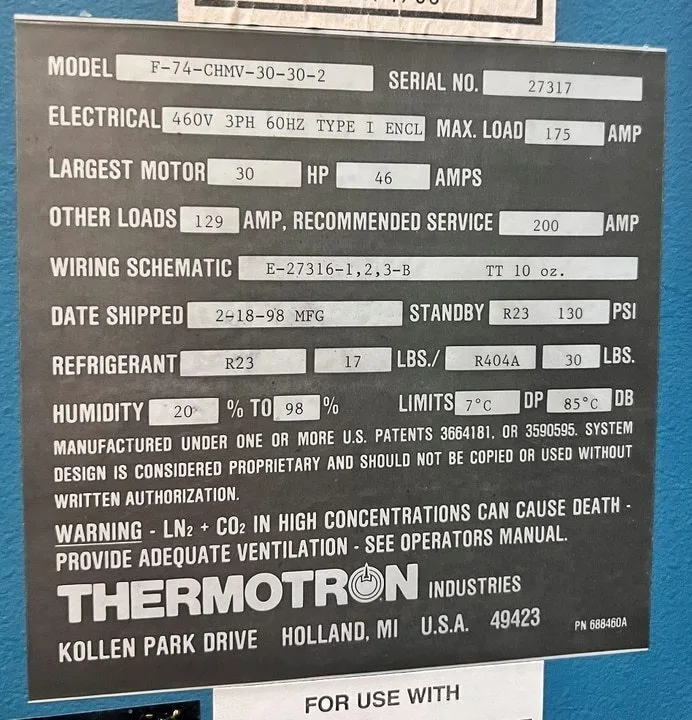 MODEL F-74-CHMV-30-30-2 SERIAL NO. 27317
ELECTRICAL 460V 3PH 60HZ TYPE I ENCL MAX. LOAD 175 AMP
LARGEST MOTOR 30 HP 46 AMPS
OTHER LOADS 129 AMP, RECOMMENDED SERVICE 200 AMP
WIRING SCHEMATIC E-27316-1,2,3-B TT 10 oz.
DATE SHIPPED 2-18-98 MFG STANDBY R23 130 PSI
REFRIGERANT R23 17 LBS./ R404A 30 LBS.
HUMIDITY 20 % TO 98 % LIMITS 7°C DP 85°C DB
MANUFACTURED UNDER ONE OR MORE U.S. PATENTS 3664181, OR 3590595. SYSTEM
DESIGN IS CONSIDERED PROPRIETARY AND SHOULD NOT BE COPIED OR USED WITHOUT
WRITTEN AUTHORIZATION.
WARNING - LN₂ + CO₂ IN HIGH CONCENTRATIONS CAN CAUSE DEATH -
PROVIDE ADEQUATE VENTILATION - SEE OPERATORS MANUAL.
THERMOTRON INDUSTRIES
KOLLEN PARK DRIVE HOLLAND, MI U.S.A. 49423 PN 688460A
FOR USE WITH